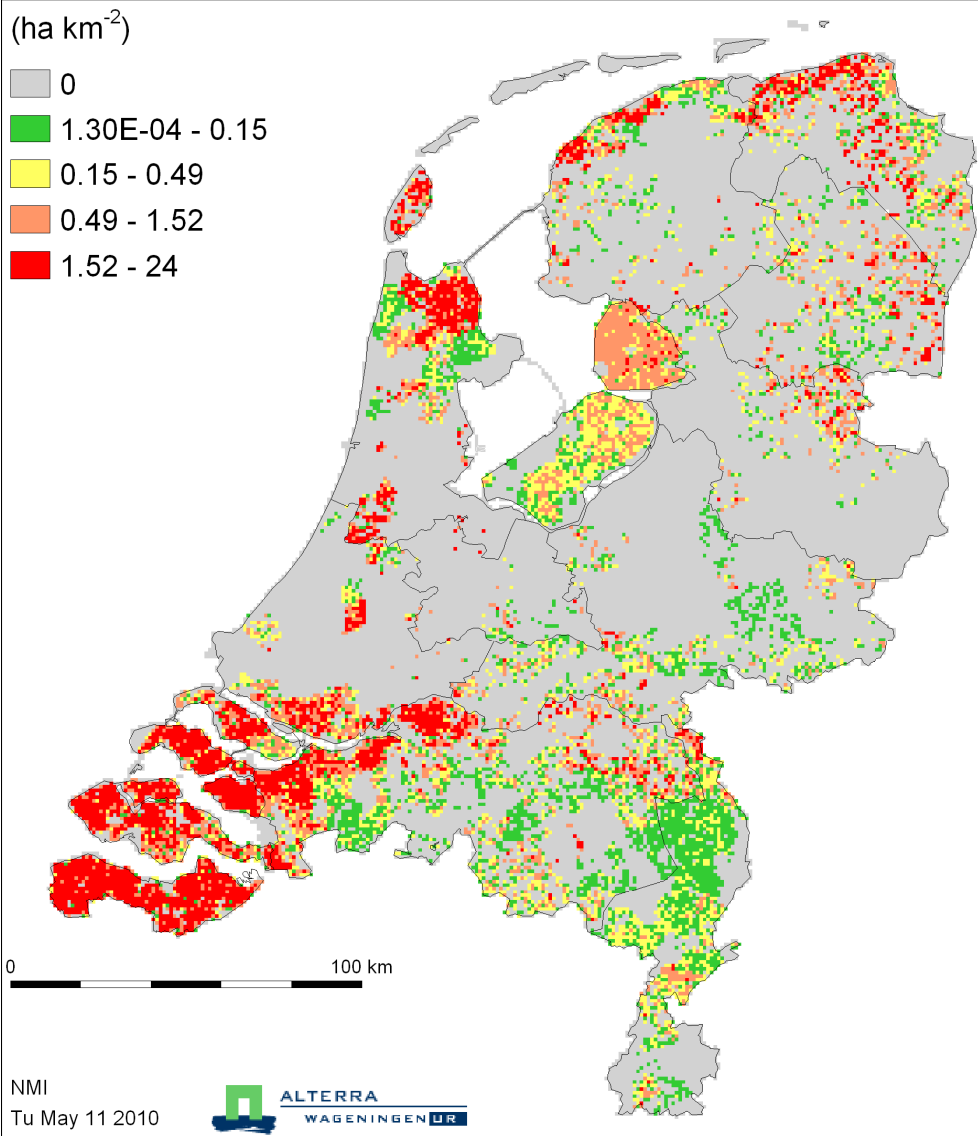 (ha km-2)
0
1.30E-04 - 0.15
0.15 - 0.49
0.49 - 1.52
1.52 - 24
0 100 km
NMI
Tu May 11 2010
ALTERRA
WAGENINGEN UR